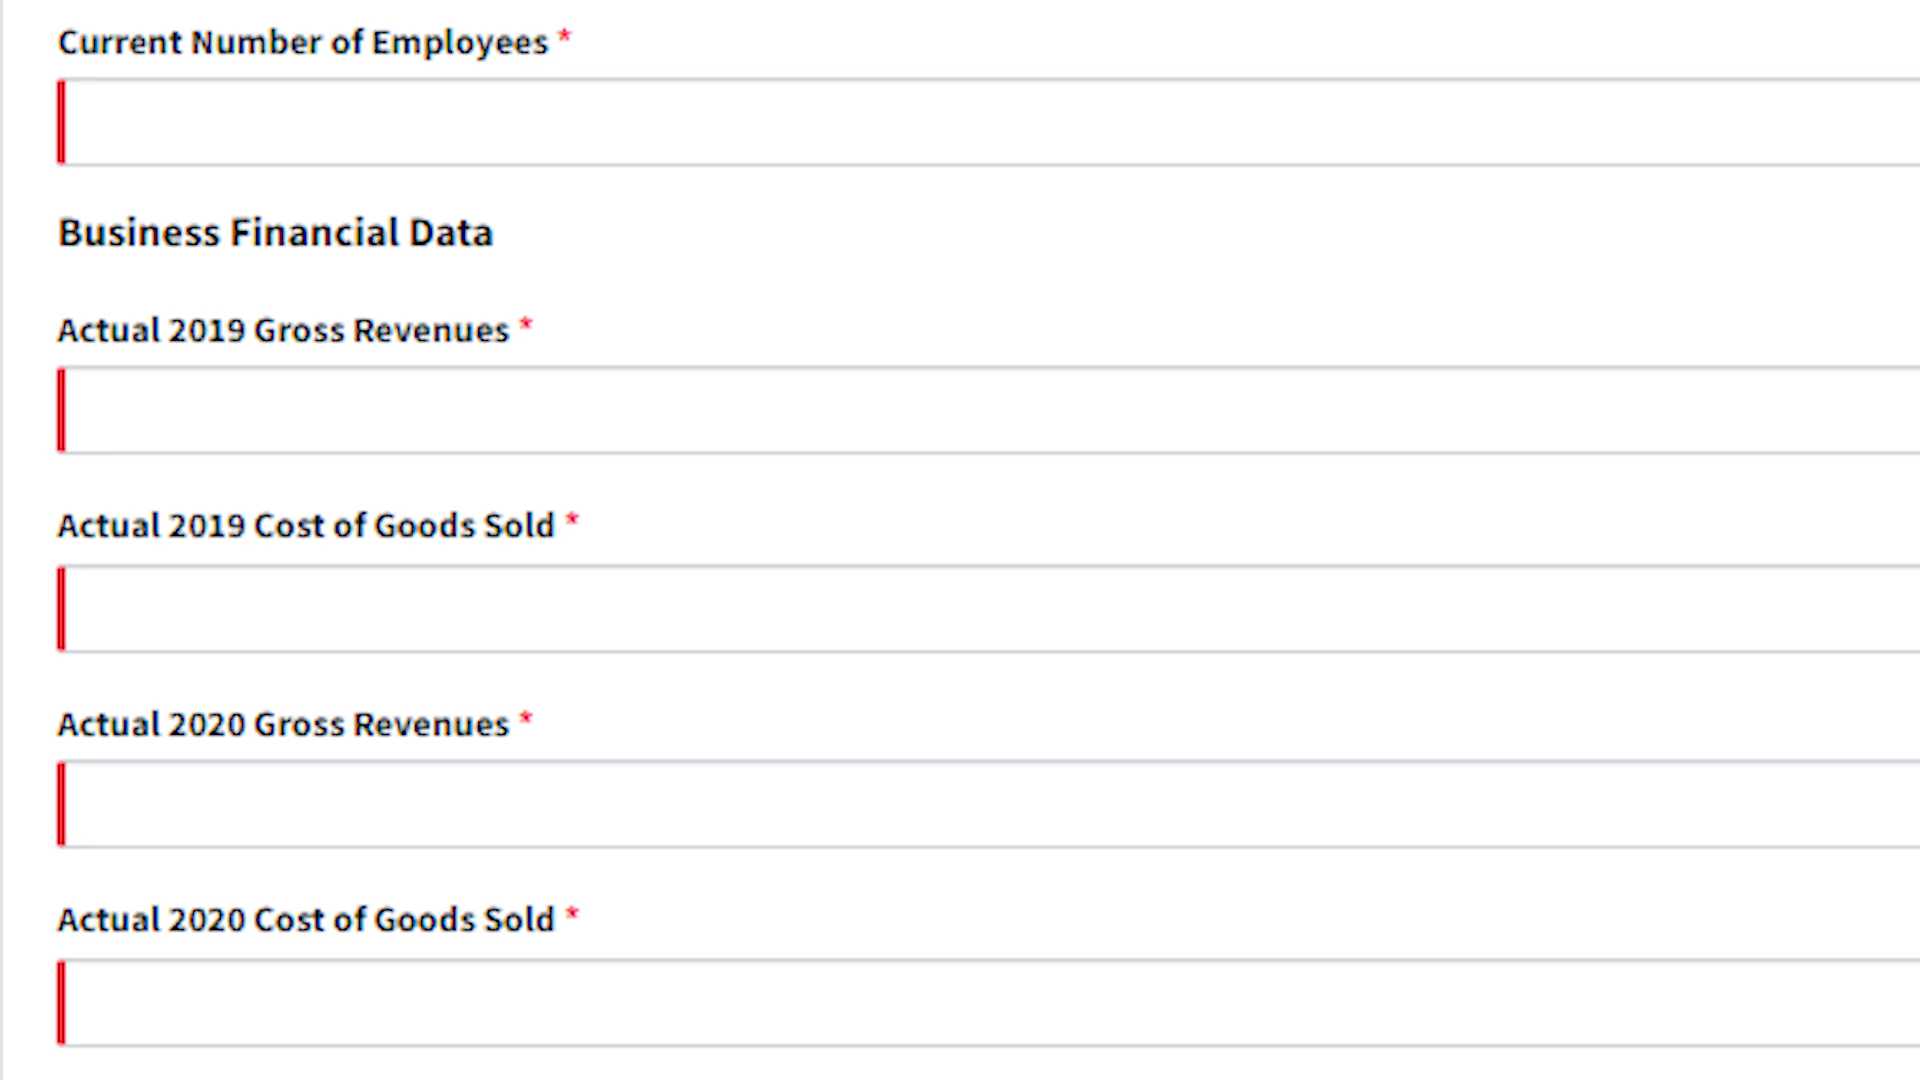 Current Number of Employees *
Business Financial Data
Actual 2019 Gross Revenues *
Actual 2019 Cost of Goods Sold *
Actual 2020 Gross Revenues *
Actual 2020 Cost of Goods Sold *